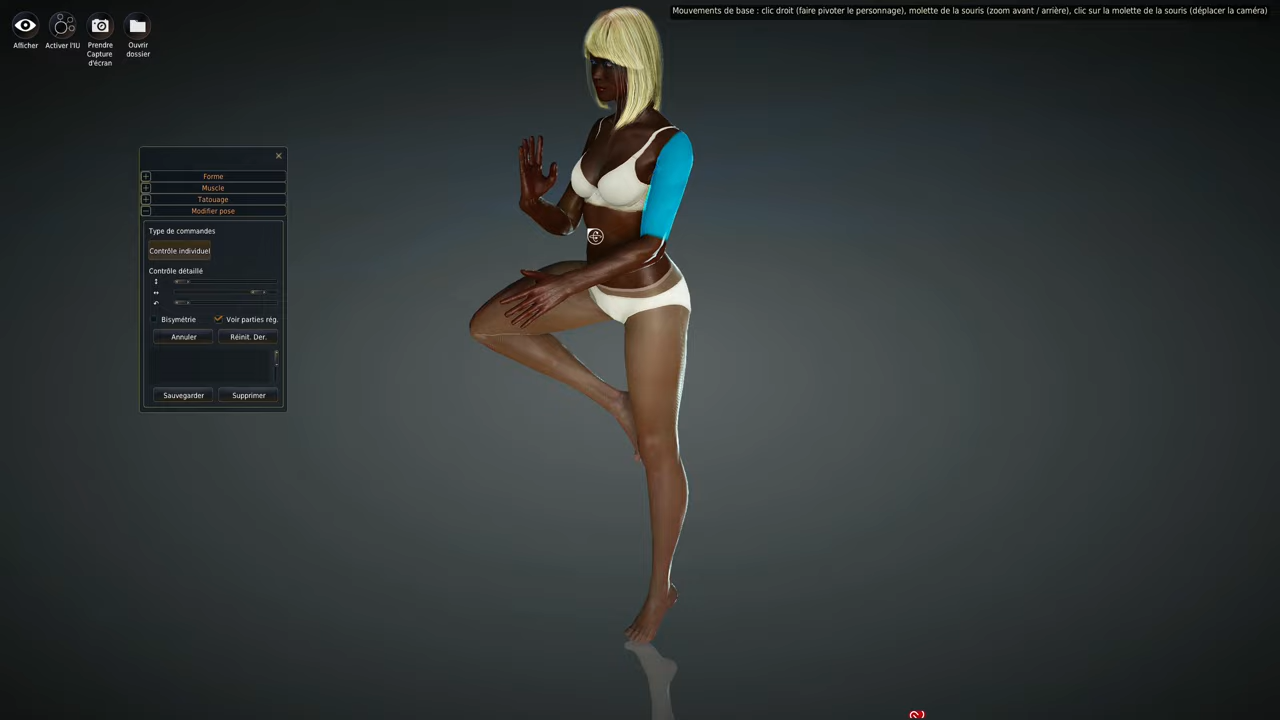 Mouvements de base : clic droit (faire pivoter le personnage), molette de la souris (zoom avant / arrière), clic sur la molette de la souris (déplacer la caméra)
Afficher
Activer l'IU
Prendre
Capture
d'écran
Ouvrir
dossier
Forme
Muscle
Tatouage
Modifier pose
Type de commandes
Contrôle individuel
Contrôle détaillé
Bisymétrie
Voir parties rég.
Annuler
Réinit. Der.
Sauvegarder
Supprimer